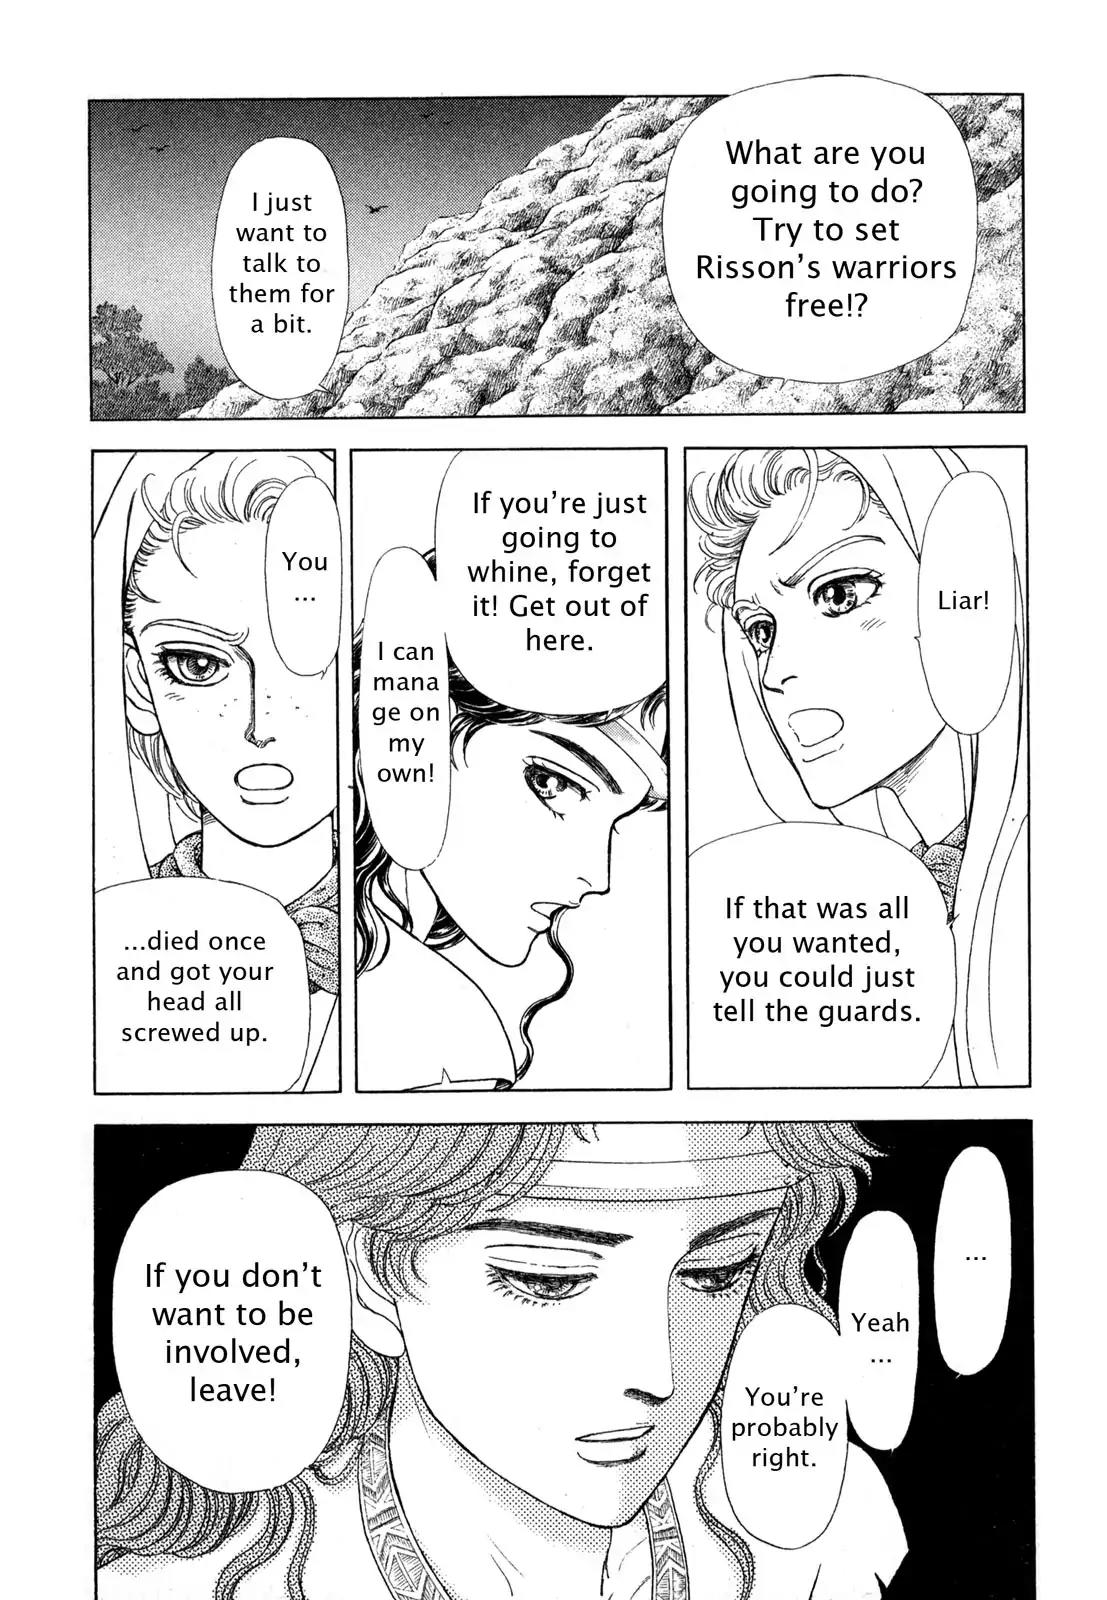 What are you
going to do?
Try to set
Risson's warriors
free!?
I just
want to
talk to
them for
a bit.
Liar!
If that was all
you wanted,
you could just
tell the guards.
If you're just
going to
whine, forget
it! Get out of
here.
I can
mana
ge on
my
own!
You
...
...died once
and got your
head all
screwed up.
...
Yeah
...
You're
probably
right.
If you don't
want to be
involved,
leave!